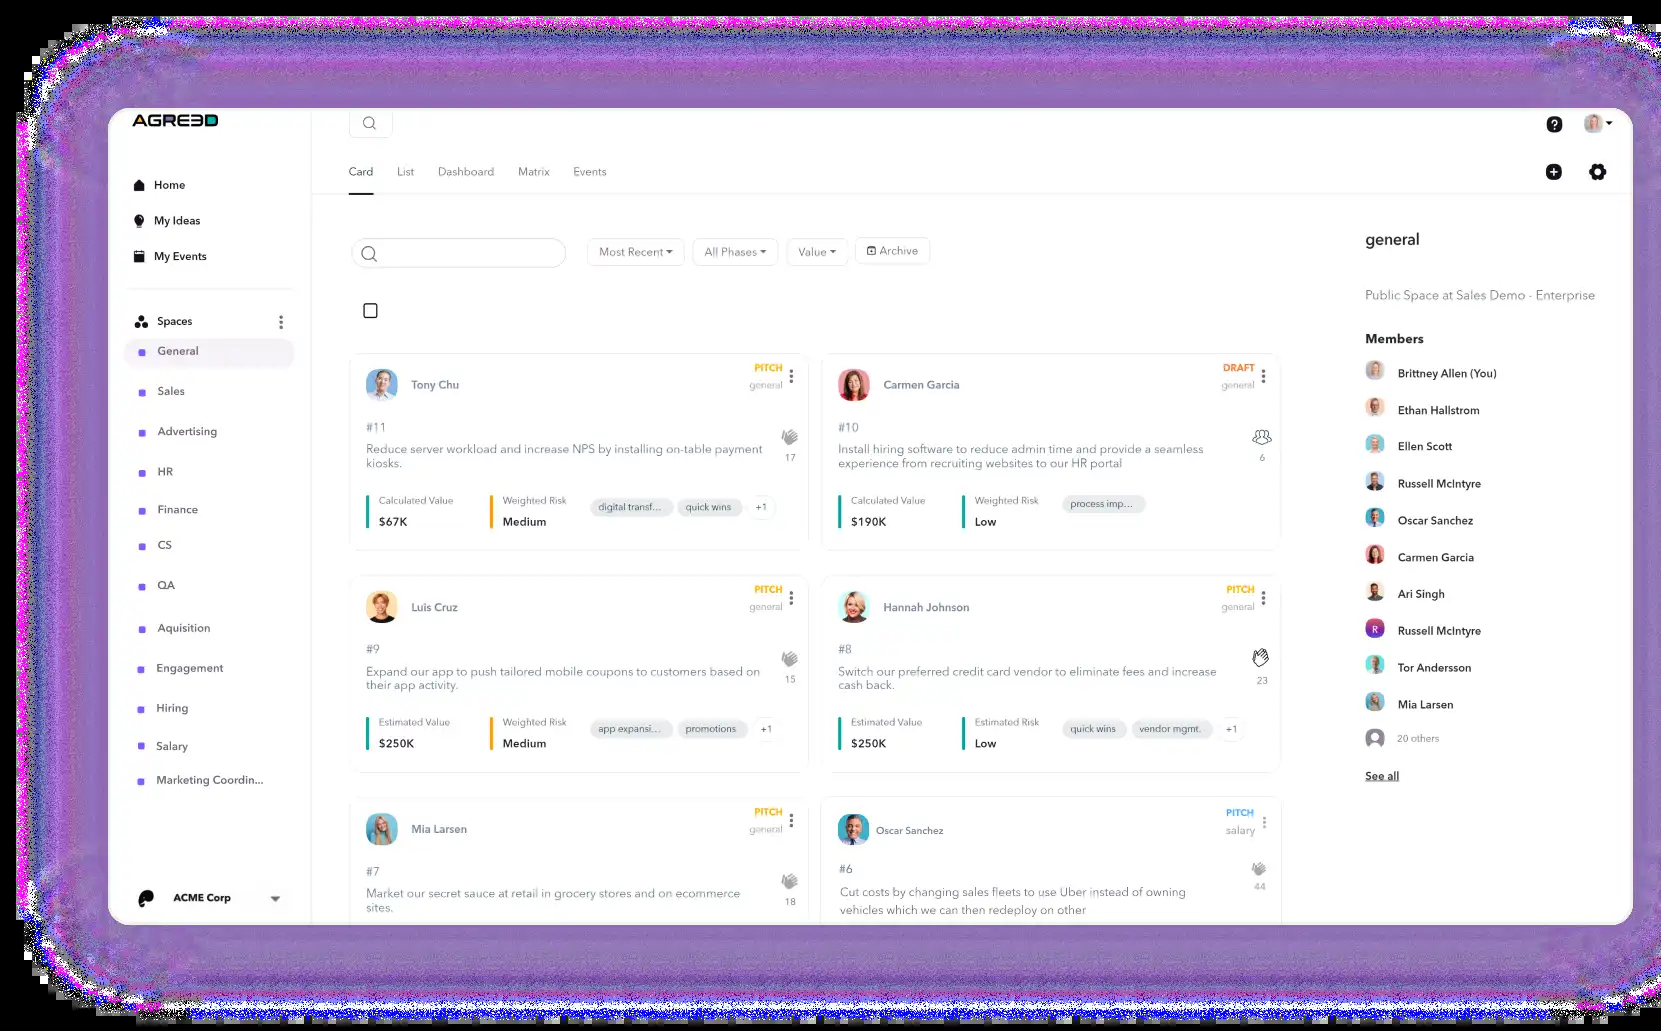 AGRE3D
Home
My Ideas
My Events
Spaces
General
Sales
Advertising
HR
Finance
CS
QA
Aquisition
Engagement
Hiring
Salary
Marketing Coordin...
ACME Corp
?
Card List Dashboard Matrix Events
Most Recent All Phases Value Archive
Tony Chu
PITCH
general
#11
Reduce server workload and increase NPS by installing on-table payment
kiosks.
17
Calculated Value
$67K
Weighted Risk
Medium
digital transf... quick wins +1
Carmen Garcia
DRAFT
general
#10
Install hiring software to reduce admin time and provide a seamless
experience from recruiting websites to our HR portal
6
Calculated Value
$190K
Weighted Risk
Low
process imp...
Luis Cruz
PITCH
general
#9
Expand our app to push tailored mobile coupons to customers based on
their app activity.
15
Estimated Value
$250K
Weighted Risk
Medium
app expansi... promotions +1
Hannah Johnson
PITCH
general
#8
Switch our preferred credit card vendor to eliminate fees and increase
cash back.
23
Estimated Value
$250K
Estimated Risk
Low
quick wins vendor mgmt. +1
Mia Larsen
PITCH
general
#7
Market our secret sauce at retail in grocery stores and on ecommerce
sites.
18
Oscar Sanchez
PITCH
salary
#6
Cut costs by changing sales fleets to use Uber instead of owning
vehicles which we can then redeploy on other
44
general
Public Space at Sales Demo - Enterprise
Members
Brittney Allen (You)
Ethan Hallstrom
Ellen Scott
Russell McIntyre
Oscar Sanchez
Carmen Garcia
Ari Singh
R
Russell McIntyre
Tor Andersson
Mia Larsen
20 others
See all